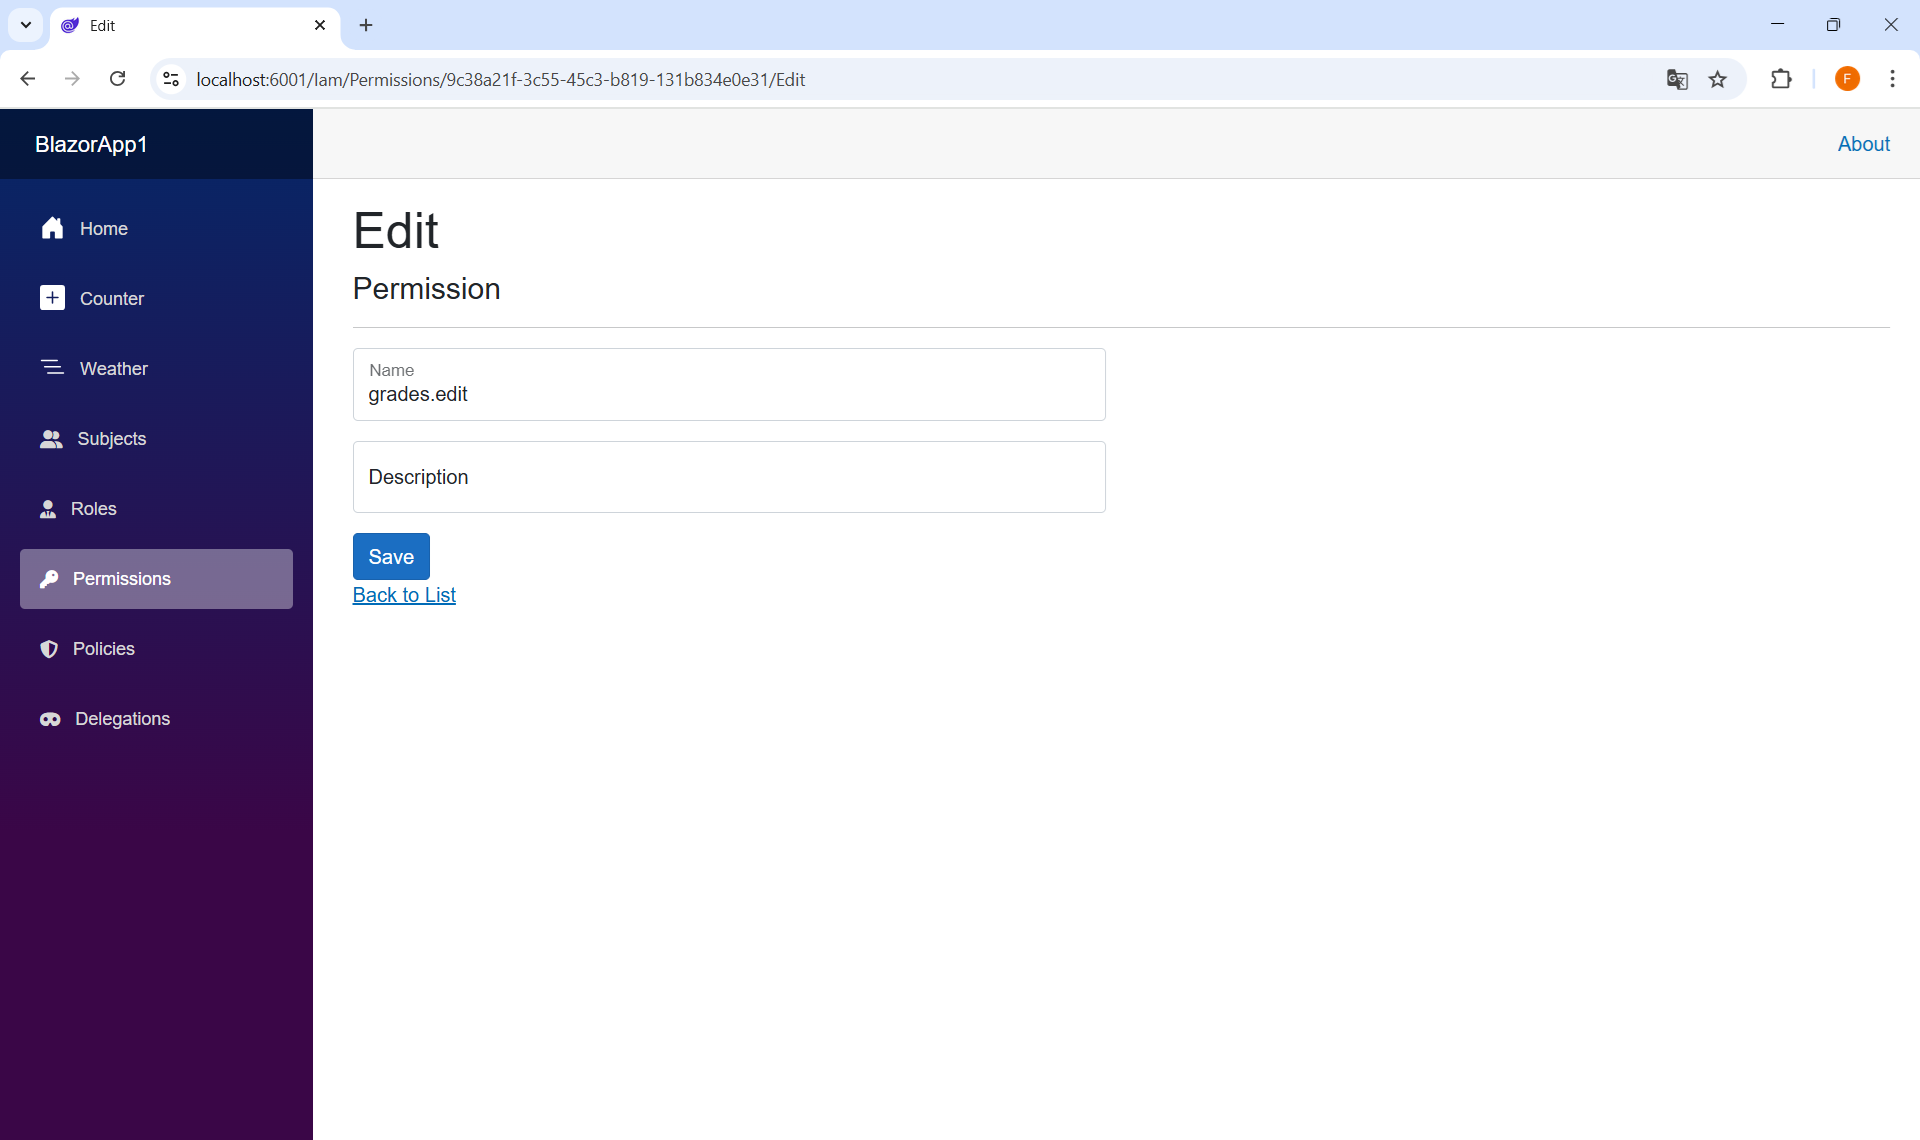 Edit
localhost:6001/Iam/Permissions/9c38a21f-3c55-45c3-b819-131b834e0e31/Edit
F
BlazorApp1
About
Home
Counter
Weather
Subjects
Roles
Permissions
Policies
Delegations
Edit
Permission
Name
grades.edit
Description
Save
Back to List